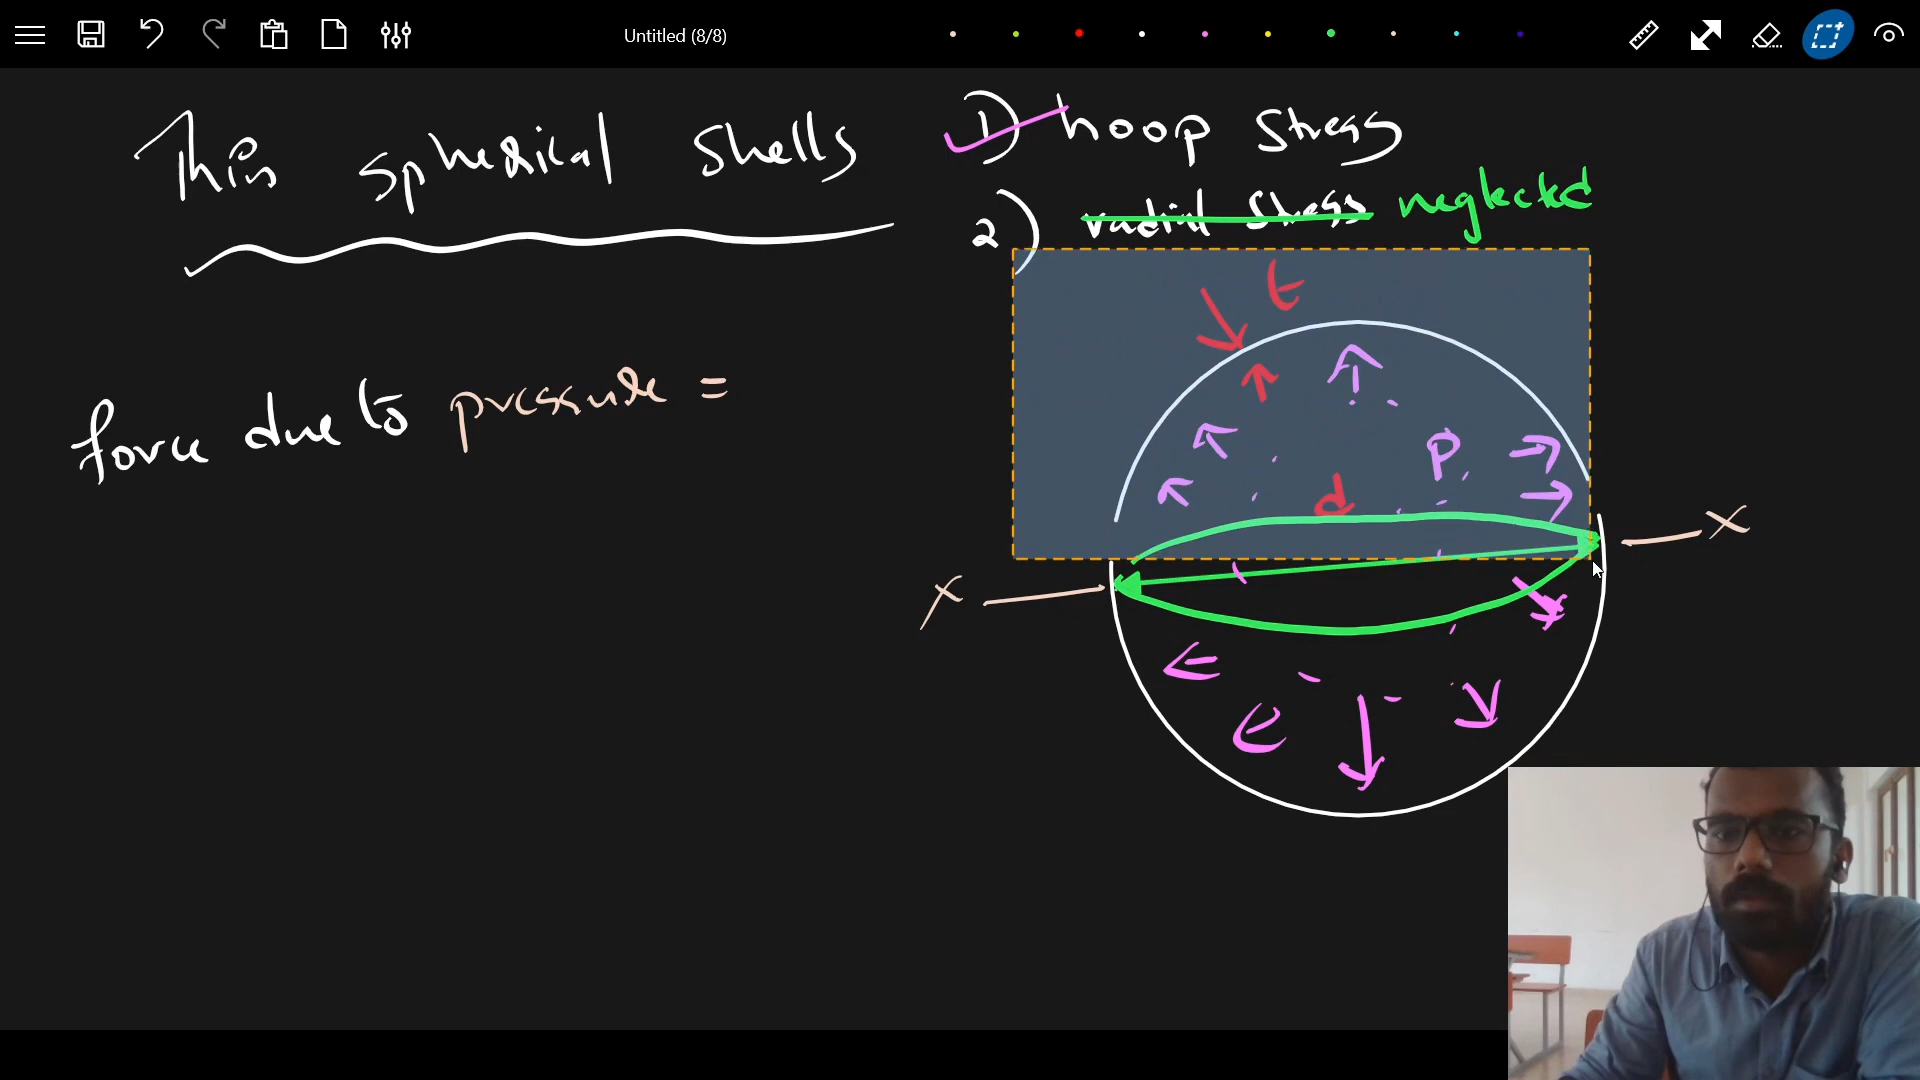 Untitled (8/8)
Thin spherical shells
1) hoop stress
2) radial stress neglected
t
force due to pressure =
p
d
x
x